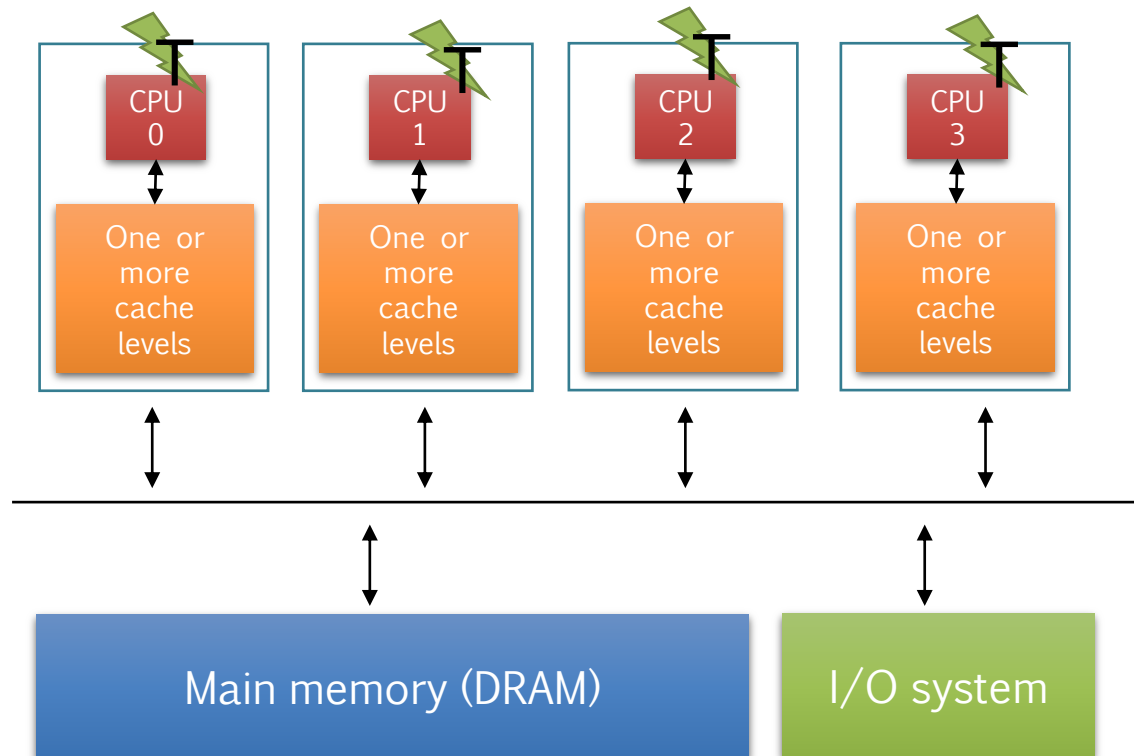 T
T
T
T
CPU
0
CPU
1
CPU
2
CPU
3
One or
more
cache
levels
One or
more
cache
levels
One or
more
cache
levels
One or
more
cache
levels
Main memory (DRAM)
I/O system